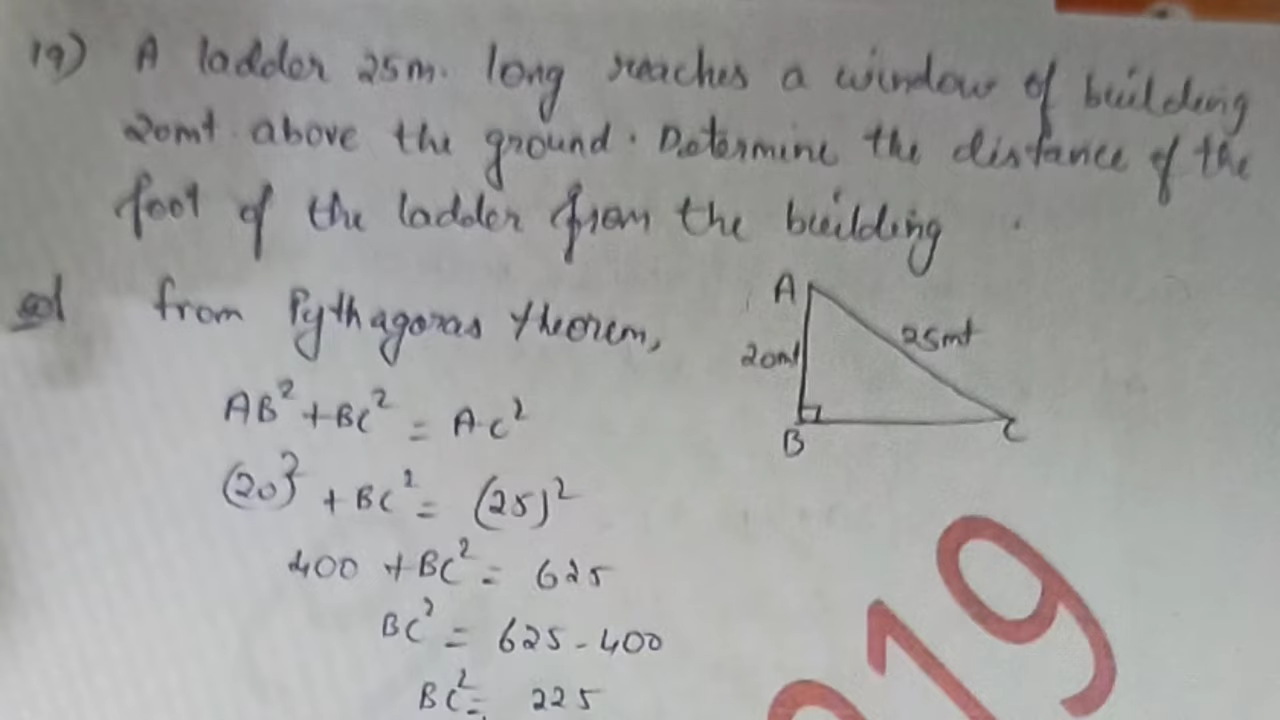 19) A ladder 25m. long reaches a window of building
20mt. above the ground. Determine the distance of the
foot of the ladder from the building.
sol from Pythagoras theorem,
A
20mt
25mt
B
C
AB² + BC² = AC²
(20)² + BC² = (25)²
400 + BC² = 625
BC² = 625 - 400
BC² = 225
19